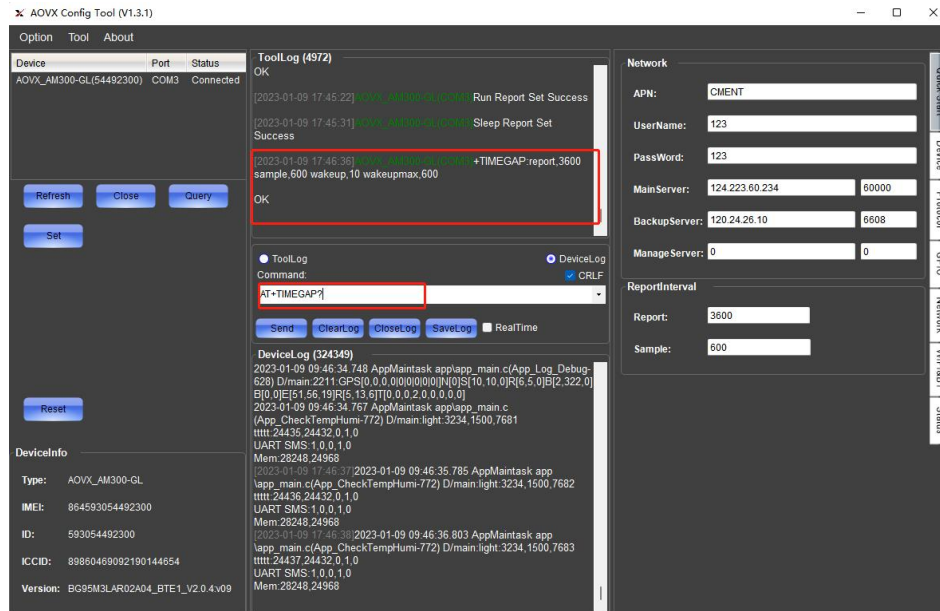 AOVX Config Tool (V1.3.1)
Option Tool About
Device Port Status
AOVX_AM300-GL(54492300) COM3 Connected
Refresh Close Query
Set
Reset
DeviceInfo
Type: AOVX_AM300-GL
IMEI: 864593054492300
ID: 593054492300
ICCID: 89860469092190144654
Version: BG95M3LAR02A04_BTE1_V2.0.4:v09
ToolLog (4972)
OK
[2023-01-09 17:45:22]AOVX_AM300-GL(COM3)Run Report Set Success
[2023-01-09 17:45:31]AOVX_AM300-GL(COM3)Sleep Report Set
Success
[2023-01-09 17:46:36]AOVX_AM300-GL(COM3)+TIMEGAP:report,3600
sample,600 wakeup,10 wakeupmax,600
OK
ToolLog DeviceLog
Command: CRLF
AT+TIMEGAP?
Send ClearLog CloseLog SaveLog RealTime
DeviceLog (324349)
2023-01-09 09:46:34.748 AppMaintask app\app_main.c(App_Log_Debug-
628) D/main:2211:GPS[0,0,0,0|0|0|0|0|0|]N[0]S[10,10,0]R[6,5,0]B[2,322,0]
B[0,0]E[51,56,19]R[5,13,6]T[0,0,0,2,0,0,0,0,0]
2023-01-09 09:46:34.767 AppMaintask app\app_main.c
(App_CheckTempHumi-772) D/main:light:3234,1500,7681
ttttt:24435,24432,0,1,0
UART SMS:1,0,0,1,0
Mem:28248,24968
[2023-01-09 17:46:37]2023-01-09 09:46:35.785 AppMaintask app
\app_main.c(App_CheckTempHumi-772) D/main:light:3234,1500,7682
ttttt:24436,24432,0,1,0
UART SMS:1,0,0,1,0
Mem:28248,24968
[2023-01-09 17:46:38]2023-01-09 09:46:36.803 AppMaintask app
\app_main.c(App_CheckTempHumi-772) D/main:light:3234,1500,7683
ttttt:24437,24432,0,1,0
UART SMS:1,0,0,1,0
Mem:28248,24968
Network
APN: CMENT
UserName: 123
PassWord: 123
MainServer: 124.223.60.234 60000
BackupServer: 120.24.26.10 6608
ManageServer: 0 0
ReportInterval
Report: 3600
Sample: 600
Device
Network
Status